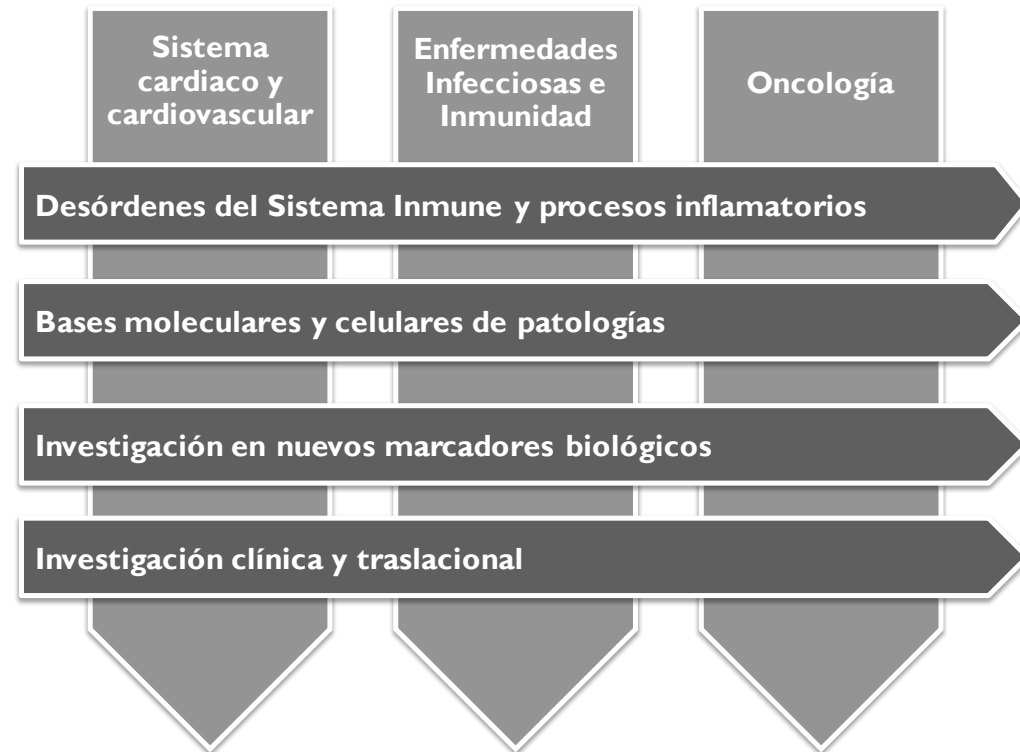 Sistema
cardiaco y
cardiovascular
Enfermedades
Infecciosas e
Inmunidad
Oncología
Desórdenes del Sistema Inmune y procesos inflamatorios
Bases moleculares y celulares de patologías
Investigación en nuevos marcadores biológicos
Investigación clínica y traslacional